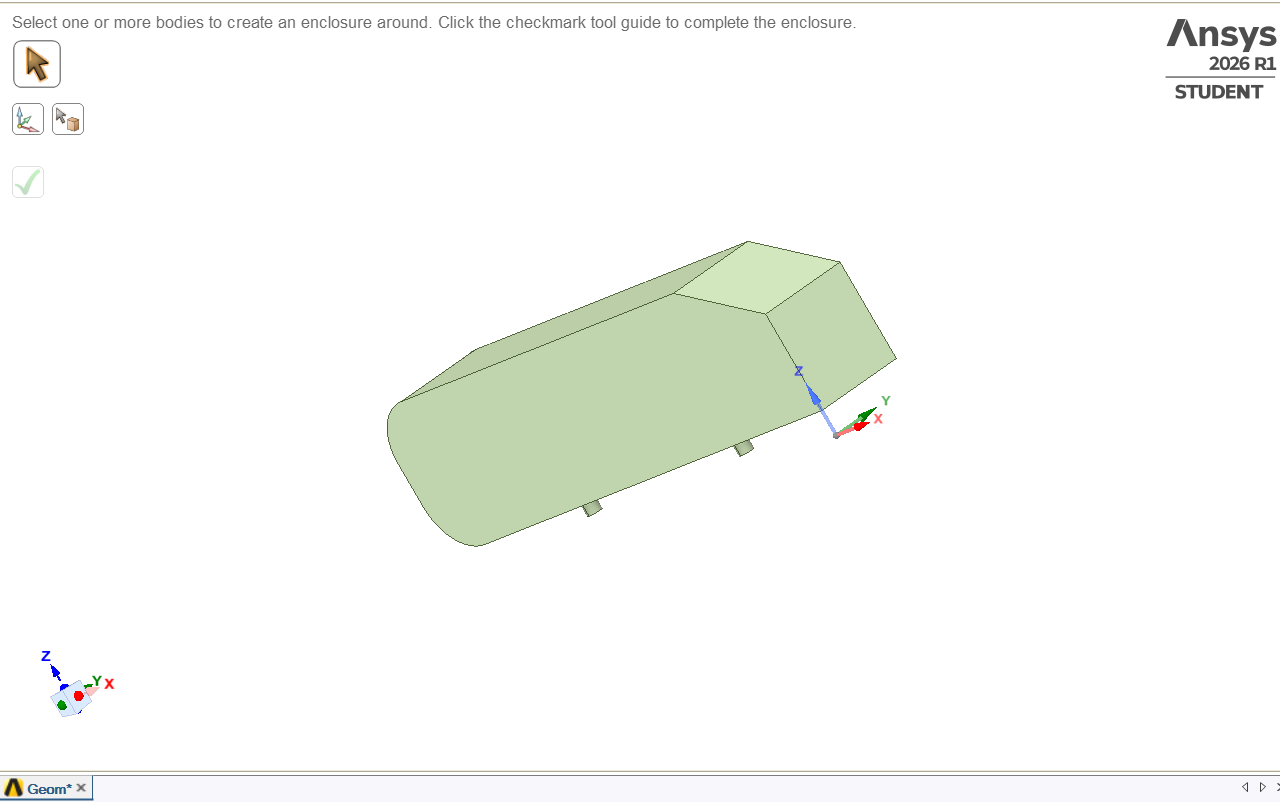 Select one or more bodies to create an enclosure around. Click the checkmark tool guide to complete the enclosure.
Ansys
2026 R1
STUDENT
Z
Y
X
Z
Y X
Geom*